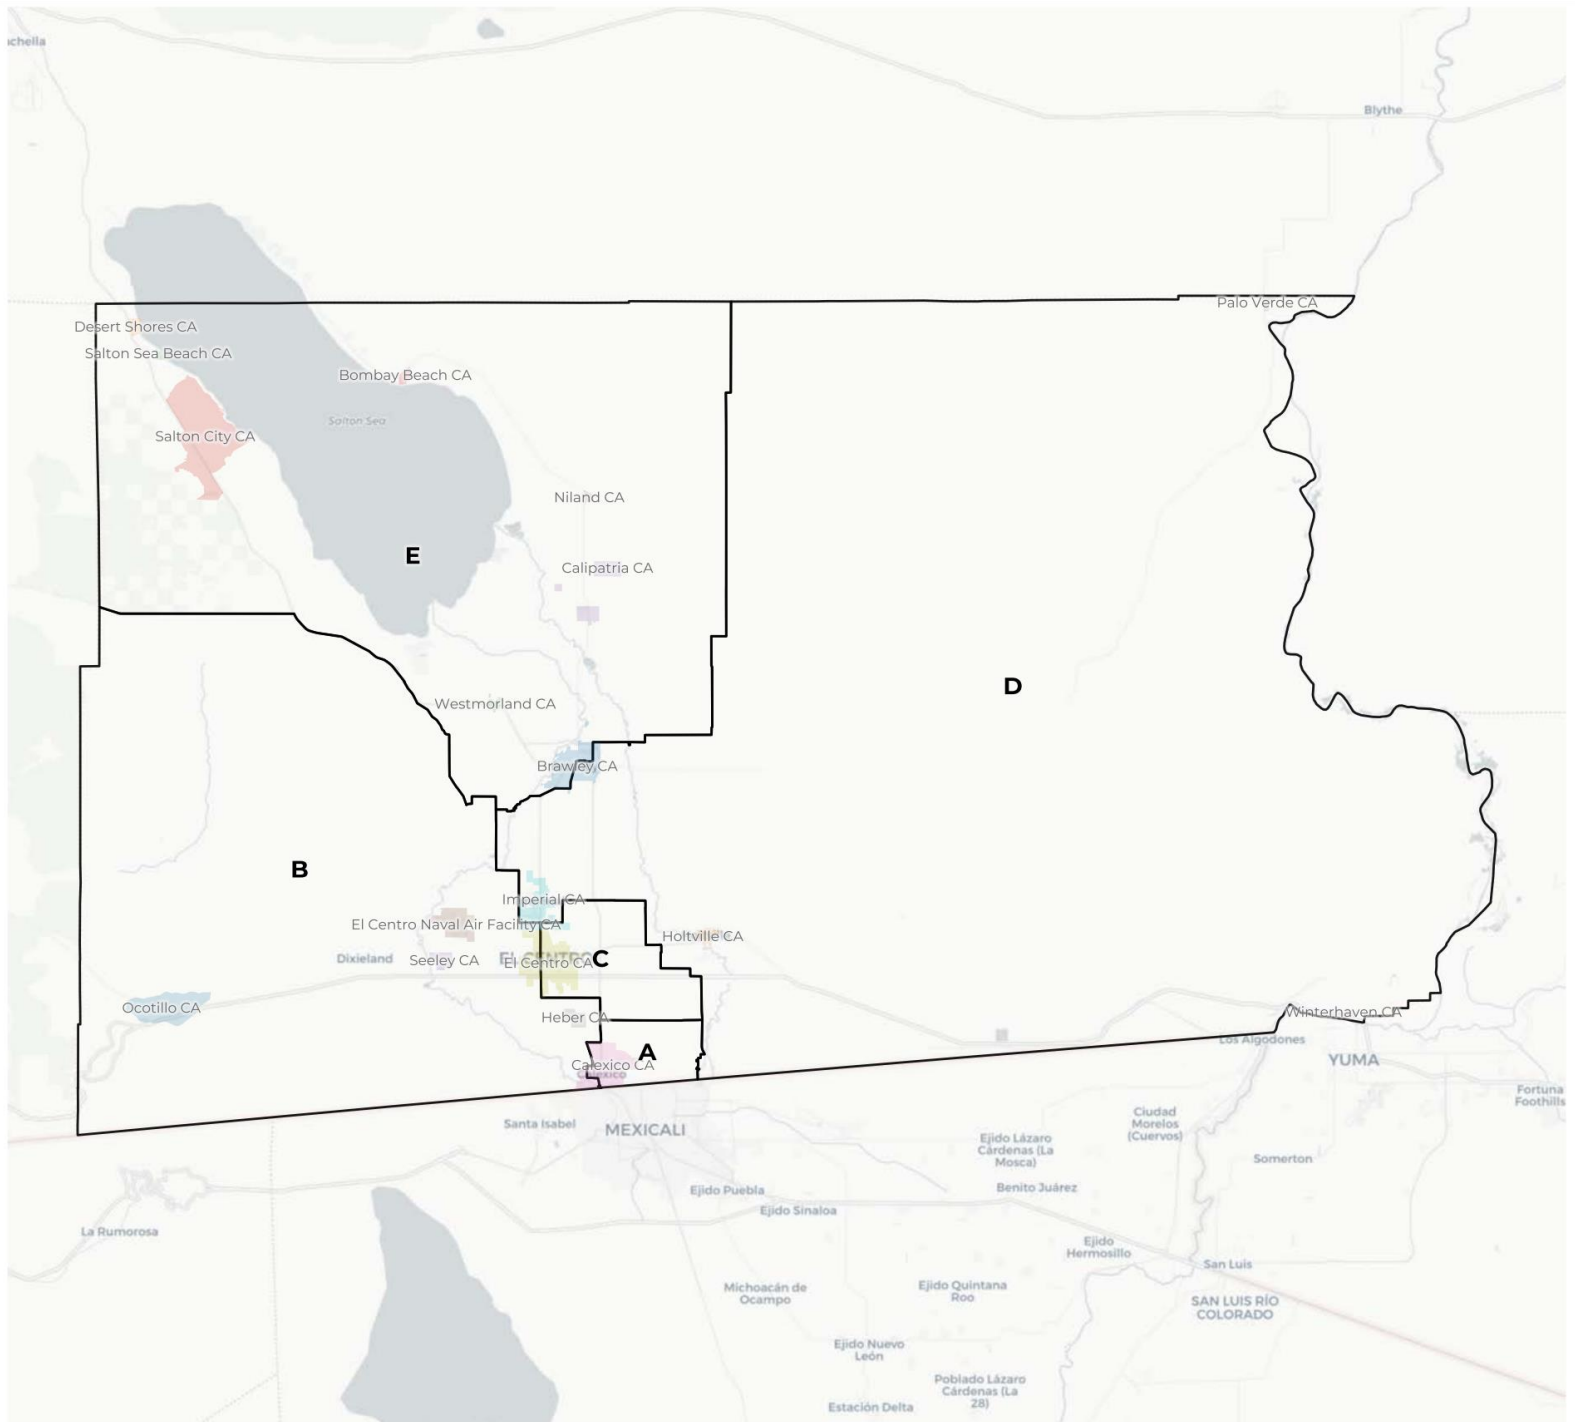 chella
Blythe
Palo Verde CA
Desert Shores CA
Salton Sea Beach CA
Bombay Beach CA
Salton Sea
Salton City CA
Niland CA
E
Calipatria CA
D
Westmorland CA
Brawley CA
B
Imperial CA
El Centro Naval Air Facility CA
Holtville CA
Dixieland
Seeley CA
EL CENTRO
El Centro CA
C
Ocotillo CA
Heber CA
Winterhaven CA
A
Los Algodones
Calexico CA
Calexico
YUMA
Fortuna
Foothills
Santa Isabel
MEXICALI
Ciudad
Morelos
(Cuervos)
Ejido Lázaro
Cárdenas (La
Mosca)
Somerton
Ejido Puebla
Benito Juárez
Ejido Sinaloa
La Rumorosa
Ejido
Hermosillo
San Luis
Michoacán de
Ocampo
Ejido Quintana
Roo
SAN LUIS RÍO
COLORADO
Ejido Nuevo
León
Poblado Lázaro
Cárdenas (La
28)
Estación Delta